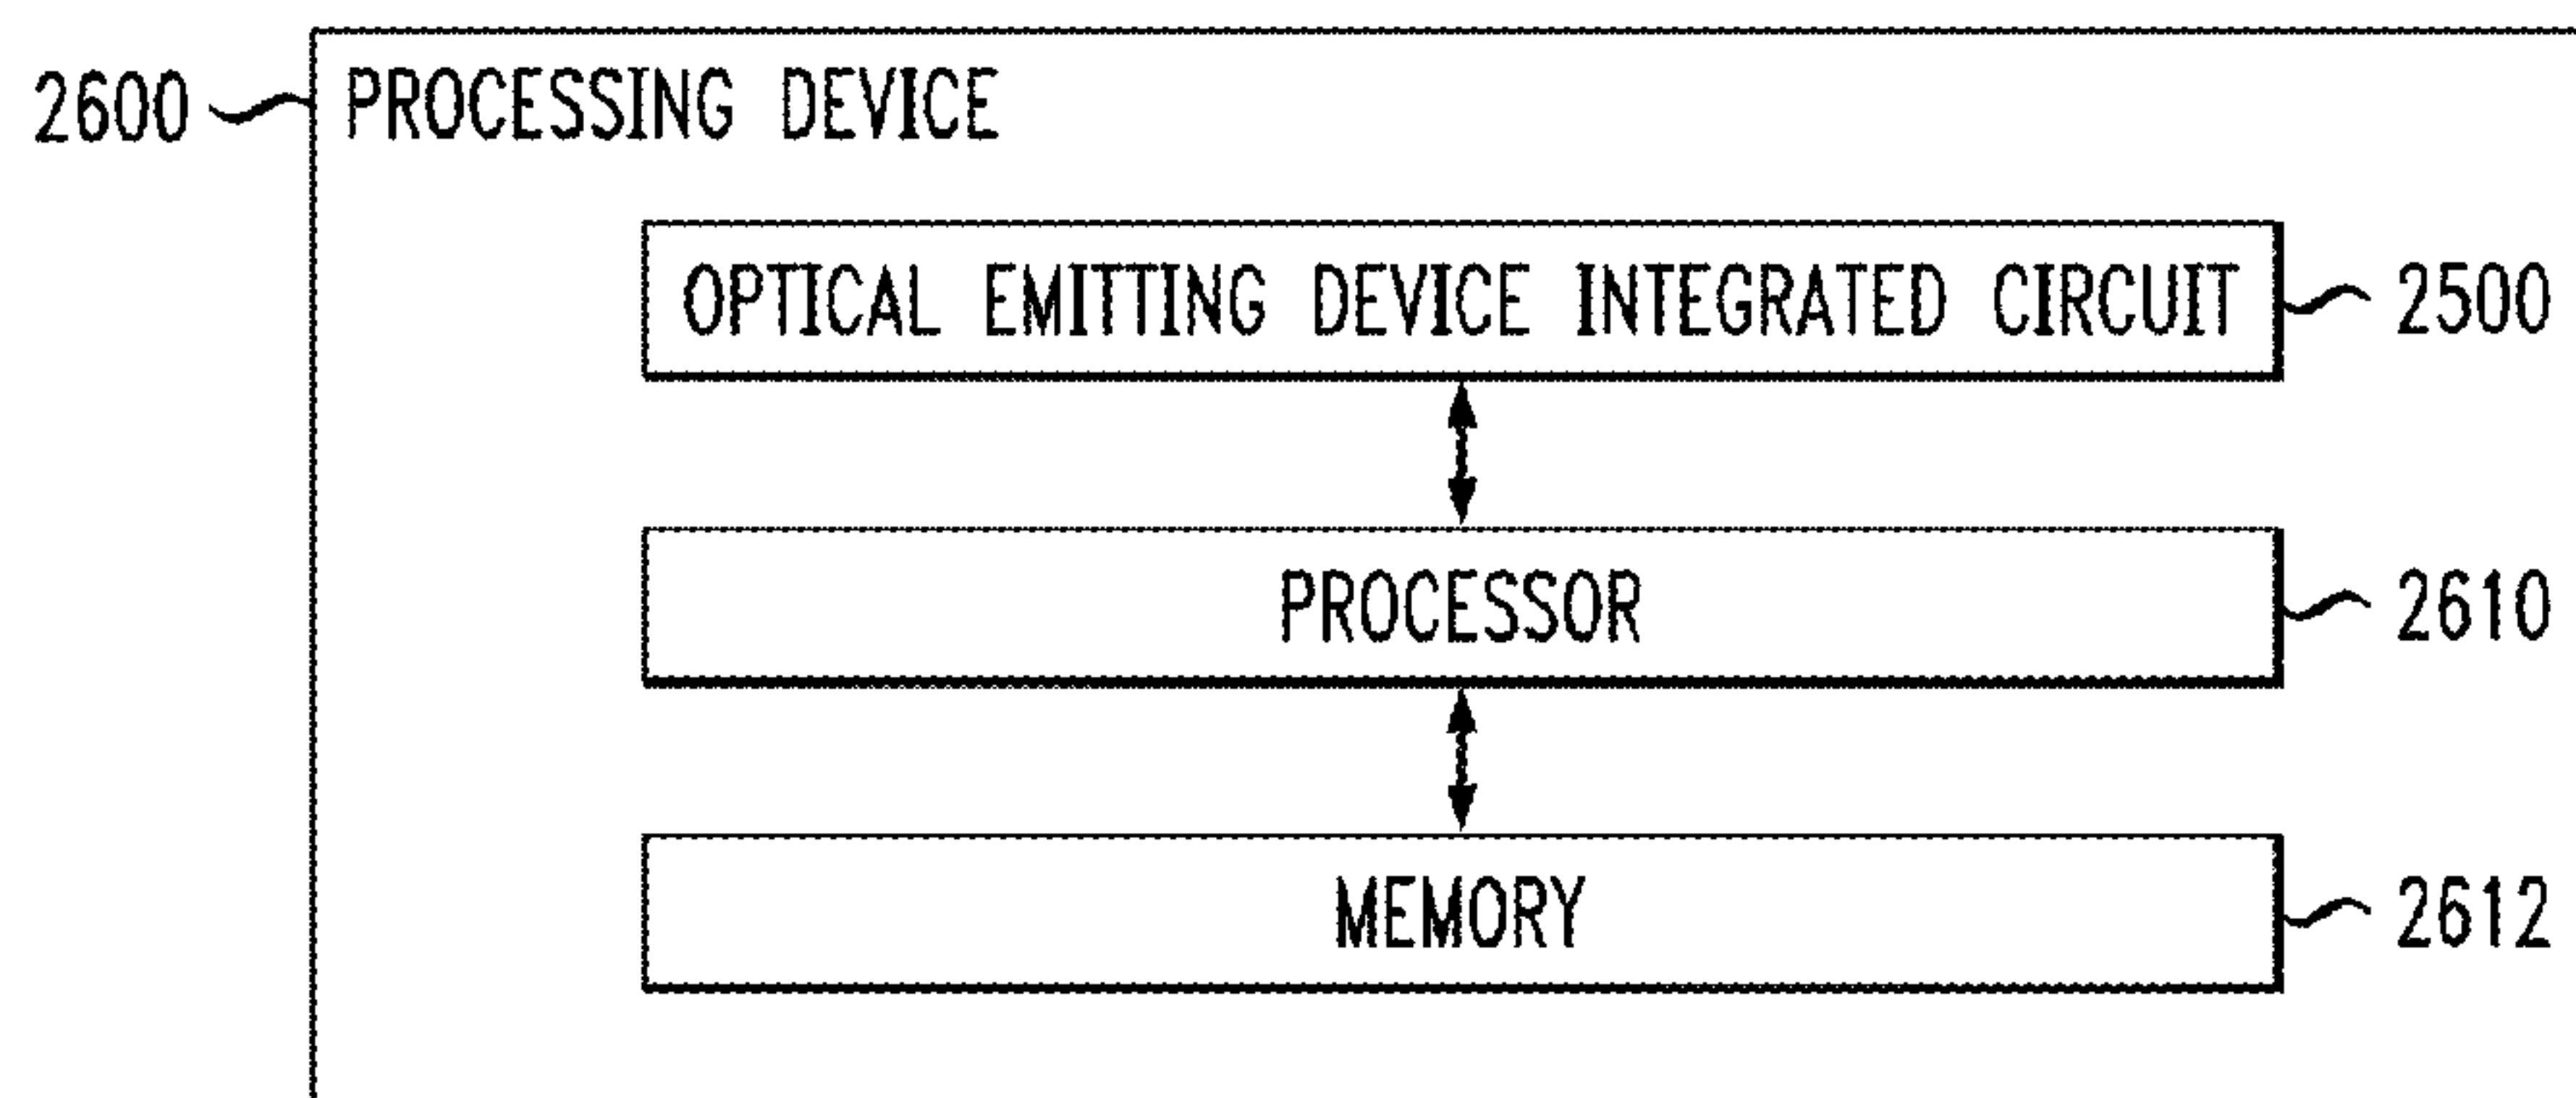 2600 PROCESSING DEVICE
OPTICAL EMITTING DEVICE INTEGRATED CIRCUIT 2500
PROCESSOR 2610
MEMORY 2612